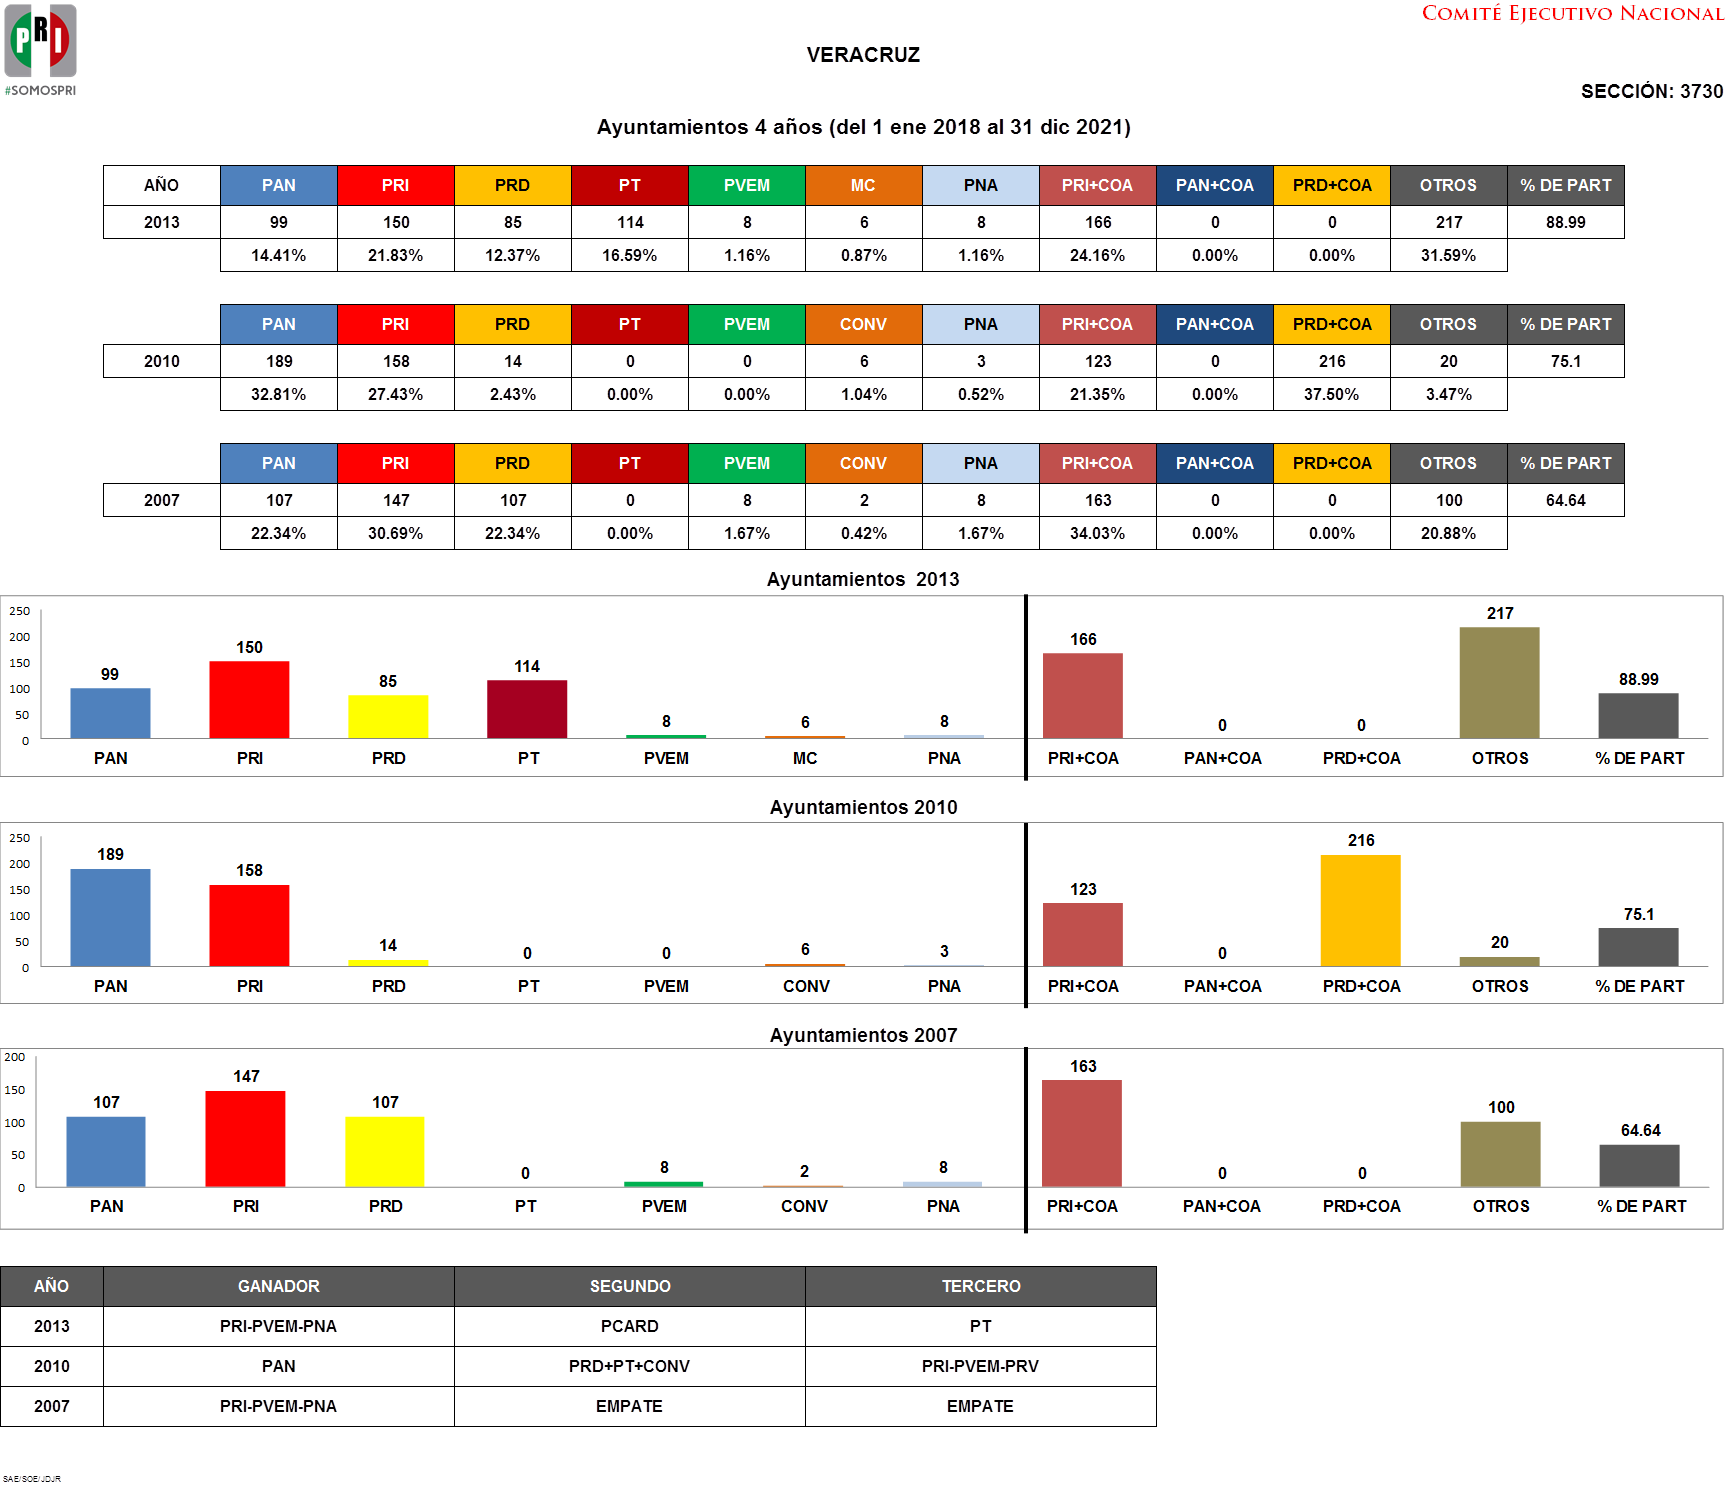 PRI
#SOMOSPRI
COMITÉ EJECUTIVO NACIONAL
VERACRUZ
SECCIÓN: 3730
Ayuntamientos 4 años (del 1 ene 2018 al 31 dic 2021)
AÑO PAN PRI PRD PT PVEM MC PNA PRI+COA PAN+COA PRD+COA OTROS % DE PART
2013 99 150 85 114 8 6 8 166 0 0 217 88.99
14.41% 21.83% 12.37% 16.59% 1.16% 0.87% 1.16% 24.16% 0.00% 0.00% 31.59%
PAN PRI PRD PT PVEM CONV PNA PRI+COA PAN+COA PRD+COA OTROS % DE PART
2010 189 158 14 0 0 6 3 123 0 216 20 75.1
32.81% 27.43% 2.43% 0.00% 0.00% 1.04% 0.52% 21.35% 0.00% 37.50% 3.47%
PAN PRI PRD PT PVEM CONV PNA PRI+COA PAN+COA PRD+COA OTROS % DE PART
2007 107 147 107 0 8 2 8 163 0 0 100 64.64
22.34% 30.69% 22.34% 0.00% 1.67% 0.42% 1.67% 34.03% 0.00% 0.00% 20.88%
Ayuntamientos 2013
250
200
150
100
50
0
99 150 85 114 8 6 8 166 0 0 217 88.99
PAN PRI PRD PT PVEM MC PNA PRI+COA PAN+COA PRD+COA OTROS % DE PART
Ayuntamientos 2010
250
200
150
100
50
0
189 158 14 0 0 6 3 123 0 216 20 75.1
PAN PRI PRD PT PVEM CONV PNA PRI+COA PAN+COA PRD+COA OTROS % DE PART
Ayuntamientos 2007
200
150
100
50
0
107 147 107 0 8 2 8 163 0 0 100 64.64
PAN PRI PRD PT PVEM CONV PNA PRI+COA PAN+COA PRD+COA OTROS % DE PART
AÑO GANADOR SEGUNDO TERCERO
2013 PRI-PVEM-PNA PCARD PT
2010 PAN PRD+PT+CONV PRI-PVEM-PRV
2007 PRI-PVEM-PNA EMPATE EMPATE
SAE/SOE/JDJR